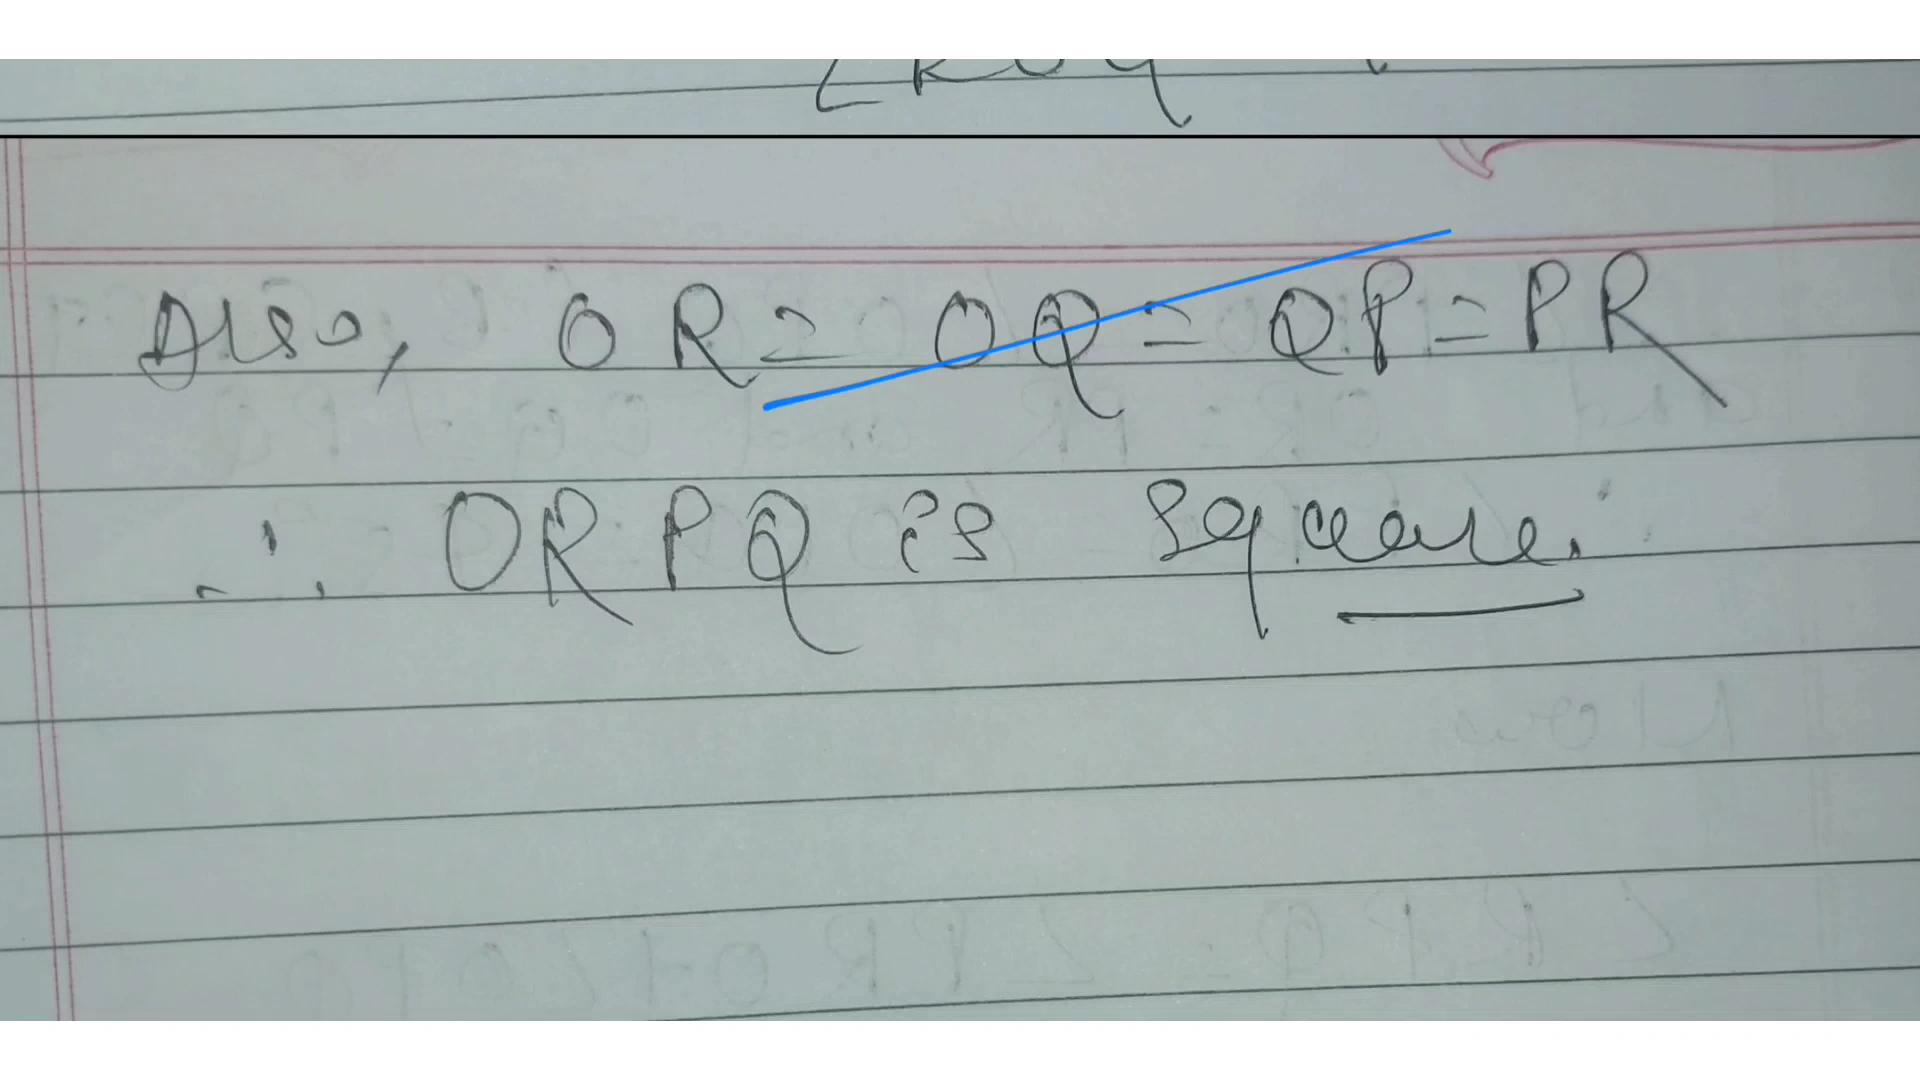 Also, OR = OQ = QP = PR
∴ ORPQ is square.